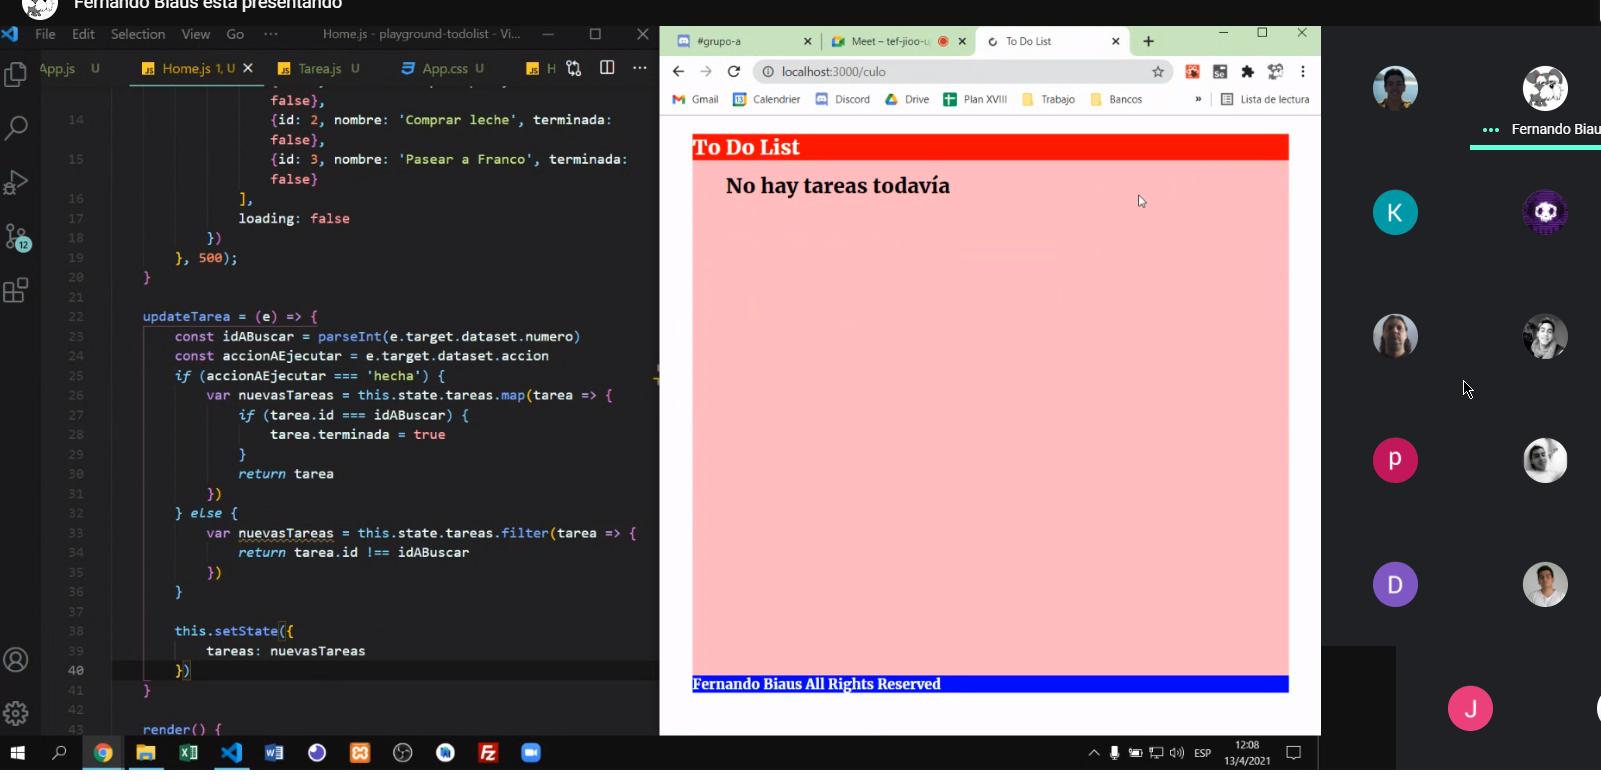 Fernando Biaus está presentando
File Edit Selection View Go ··· Home.js - playground-todolist - Vi...
App.js U Home.js 1, U Tarea.js U App.css U H ···
false},
14 {id: 2, nombre: 'Comprar leche', terminada:
false},
15 {id: 3, nombre: 'Pasear a Franco', terminada:
false}
16 ],
17 loading: false
18 })
19 }, 500);
20 }
21
22 updateTarea = (e) => {
23 const idABuscar = parseInt(e.target.dataset.numero)
24 const accionAEjecutar = e.target.dataset.accion
25 if (accionAEjecutar === 'hecha') {
26 var nuevasTareas = this.state.tareas.map(tarea => {
27 if (tarea.id === idABuscar) {
28 tarea.terminada = true
29 }
30 return tarea
31 })
32 } else {
33 var nuevasTareas = this.state.tareas.filter(tarea => {
34 return tarea.id !== idABuscar
35 })
36 }
37
38 this.setState({
39 tareas: nuevasTareas
40 })
41 }
42
43 render() {
12
#grupo-a Meet – tef-jioo-u To Do List
localhost:3000/culo
Gmail Calendrier Discord Drive Plan XVIII Trabajo Bancos » Lista de lectura
To Do List
No hay tareas todavía
Fernando Biaus All Rights Reserved
Fernando Biau
K
P
D
J
ESP
12:08
13/4/2021